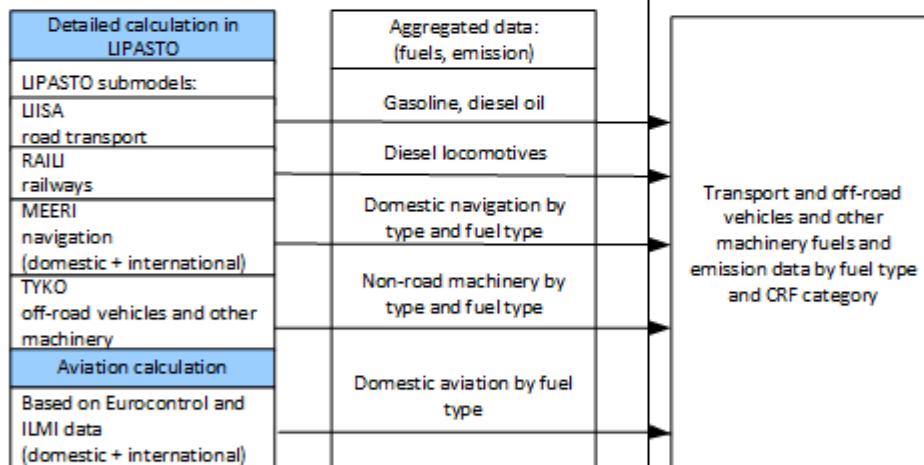 Detailed calculation in
LIPASTO
LIPASTO submodels:
LIISA
road transport
RAILI
railways
MEERI
navigation
(domestic + international)
TYKO
off-road vehicles and other
machinery
Aviation calculation
Based on Eurocontrol and
ILMI data
(domestic + international)
Aggregated data:
(fuels, emission)
Gasoline, diesel oil
Diesel locomotives
Domestic navigation by
type and fuel type
Non-road machinery by
type and fuel type
Domestic aviation by fuel
type
Transport and off-road
vehicles and other
machinery fuels and
emission data by fuel type
and CRF category